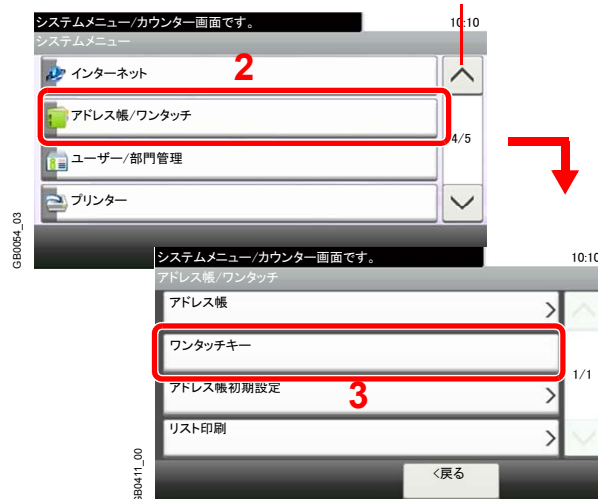 システムメニュー/カウンター画面です。
10:10
システムメニュー
インターネット
2
アドレス帳/ワンタッチ
4/5
ユーザー/部門管理
プリンター
GB0054_03
システムメニュー/カウンター画面です。
10:10
アドレス帳/ワンタッチ
アドレス帳
ワンタッチキー
1/1
アドレス帳初期設定
3
リスト印刷
GB0411_00
<戻る